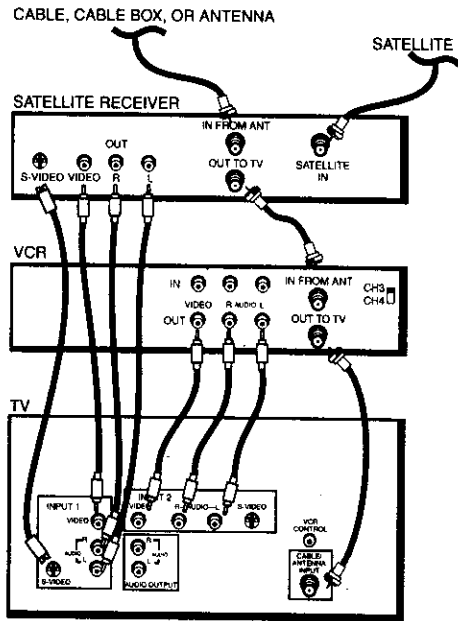 CABLE, CABLE BOX, OR ANTENNA
SATELLITE
SATELLITE RECEIVER
IN FROM ANT
OUT
OUT TO TV
SATELLITE
IN
S-VIDEO VIDEO R L
VCR
IN
IN FROM ANT
CH3
CH4
VIDEO R AUDIO L
OUT
OUT TO TV
TV
INPUT 1
INPUT 2
VIDEO R-AUDIO-L S-VIDEO
VIDEO
VCR
CONTROL
R
AUDIO
L
S-VIDEO
R
L
AUDIO OUTPUT
CABLE/
ANTENNA
INPUT